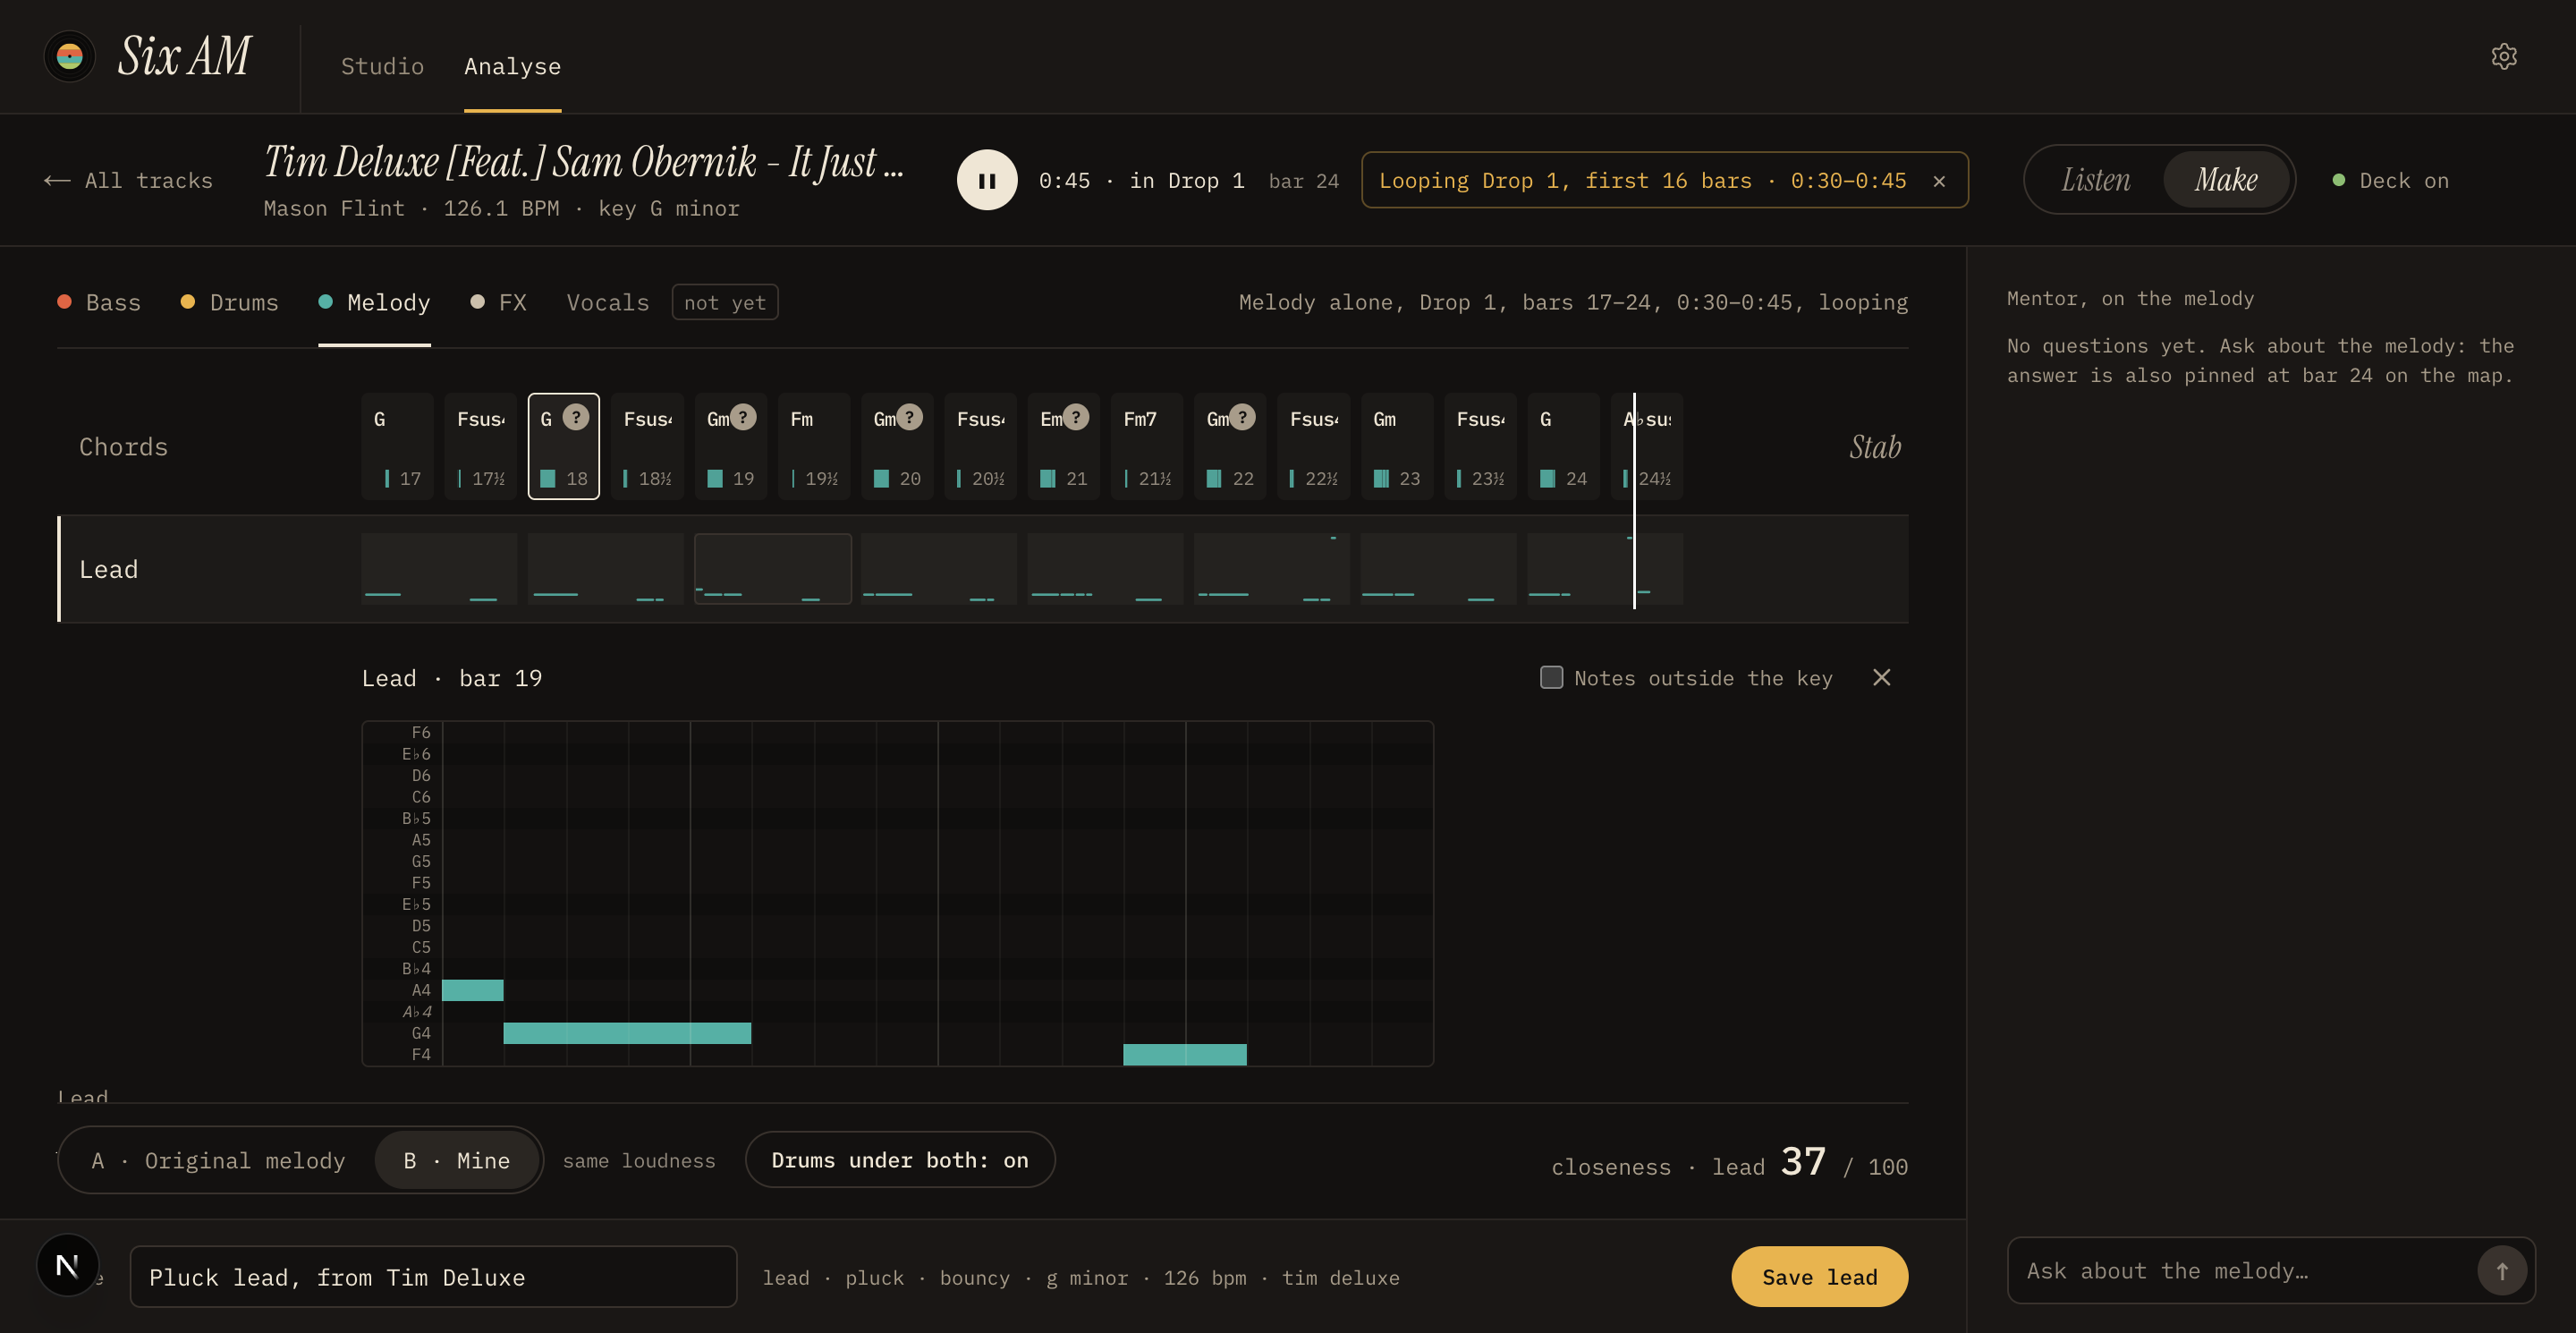 Six AM
Studio
Analyse
← All tracks
Tim Deluxe [Feat.] Sam Obernik - It Just ...
Mason Flint · 126.1 BPM · key G minor
0:45 · in Drop 1
bar 24
Looping Drop 1, first 16 bars · 0:30–0:45 ×
Listen
Make
Deck on
Bass
Drums
Melody
FX
Vocals
not yet
Melody alone, Drop 1, bars 17–24, 0:30–0:45, looping
Chords
G
Fsus4
G ?
Fsus4
Gm ?
Fm
Gm ?
Fsus4
Em ?
Fm7
Gm ?
Fsus4
Gm
Fsus4
G
A♭sus
17
17½
18
18½
19
19½
20
20½
21
21½
22
22½
23
23½
24
24½
Stab
Lead
Lead · bar 19
Notes outside the key
F6
E♭6
D6
C6
B♭5
A5
G5
F5
E♭5
D5
C5
B♭4
A4
A♭4
G4
F4
Lead
A · Original melody
B · Mine
same loudness
Drums under both: on
closeness · lead 37 / 100
N
Pluck lead, from Tim Deluxe
lead · pluck · bouncy · g minor · 126 bpm · tim deluxe
Save lead
Mentor, on the melody
No questions yet. Ask about the melody: the
answer is also pinned at bar 24 on the map.
Ask about the melody…